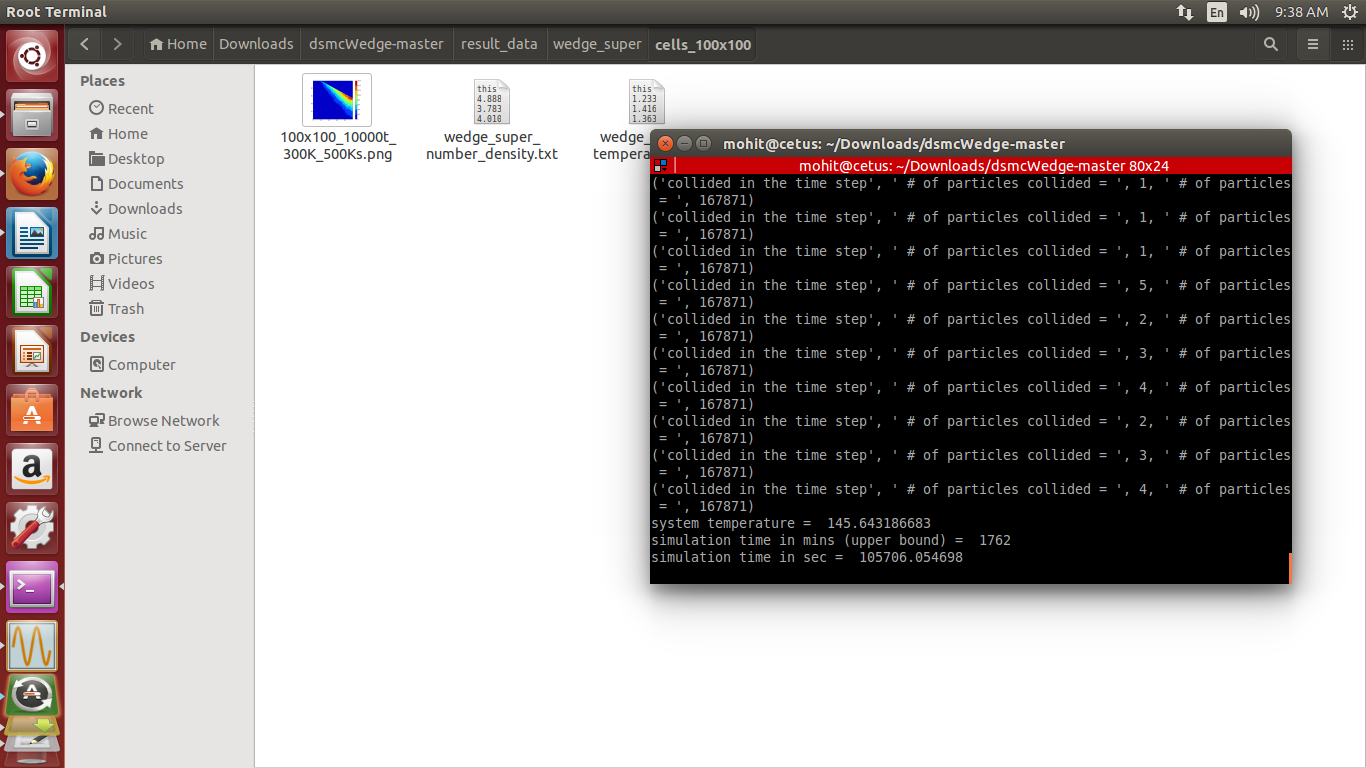 Root Terminal
En
9:38 AM
Home
Downloads
dsmcWedge-master
result_data
wedge_super
cells_100x100
Places
Recent
Home
Desktop
Documents
Downloads
Music
Pictures
Videos
Trash
Devices
Computer
Network
Browse Network
Connect to Server
100x100_10000t_
300K_500Ks.png
this
4.888
3.783
4.010
wedge_super_
number_density.txt
this
1.233
1.416
1.363
wedge_
tempera
mohit@cetus: ~/Downloads/dsmcWedge-master
mohit@cetus: ~/Downloads/dsmcWedge-master 80x24
('collided in the time step', ' # of particles collided = ', 1, ' # of particles
 = ', 167871)
('collided in the time step', ' # of particles collided = ', 1, ' # of particles
 = ', 167871)
('collided in the time step', ' # of particles collided = ', 1, ' # of particles
 = ', 167871)
('collided in the time step', ' # of particles collided = ', 5, ' # of particles
 = ', 167871)
('collided in the time step', ' # of particles collided = ', 2, ' # of particles
 = ', 167871)
('collided in the time step', ' # of particles collided = ', 3, ' # of particles
 = ', 167871)
('collided in the time step', ' # of particles collided = ', 4, ' # of particles
 = ', 167871)
('collided in the time step', ' # of particles collided = ', 2, ' # of particles
 = ', 167871)
('collided in the time step', ' # of particles collided = ', 3, ' # of particles
 = ', 167871)
('collided in the time step', ' # of particles collided = ', 4, ' # of particles
 = ', 167871)
system temperature =  145.643186683
simulation time in mins (upper bound) =  1762
simulation time in sec =  105706.054698